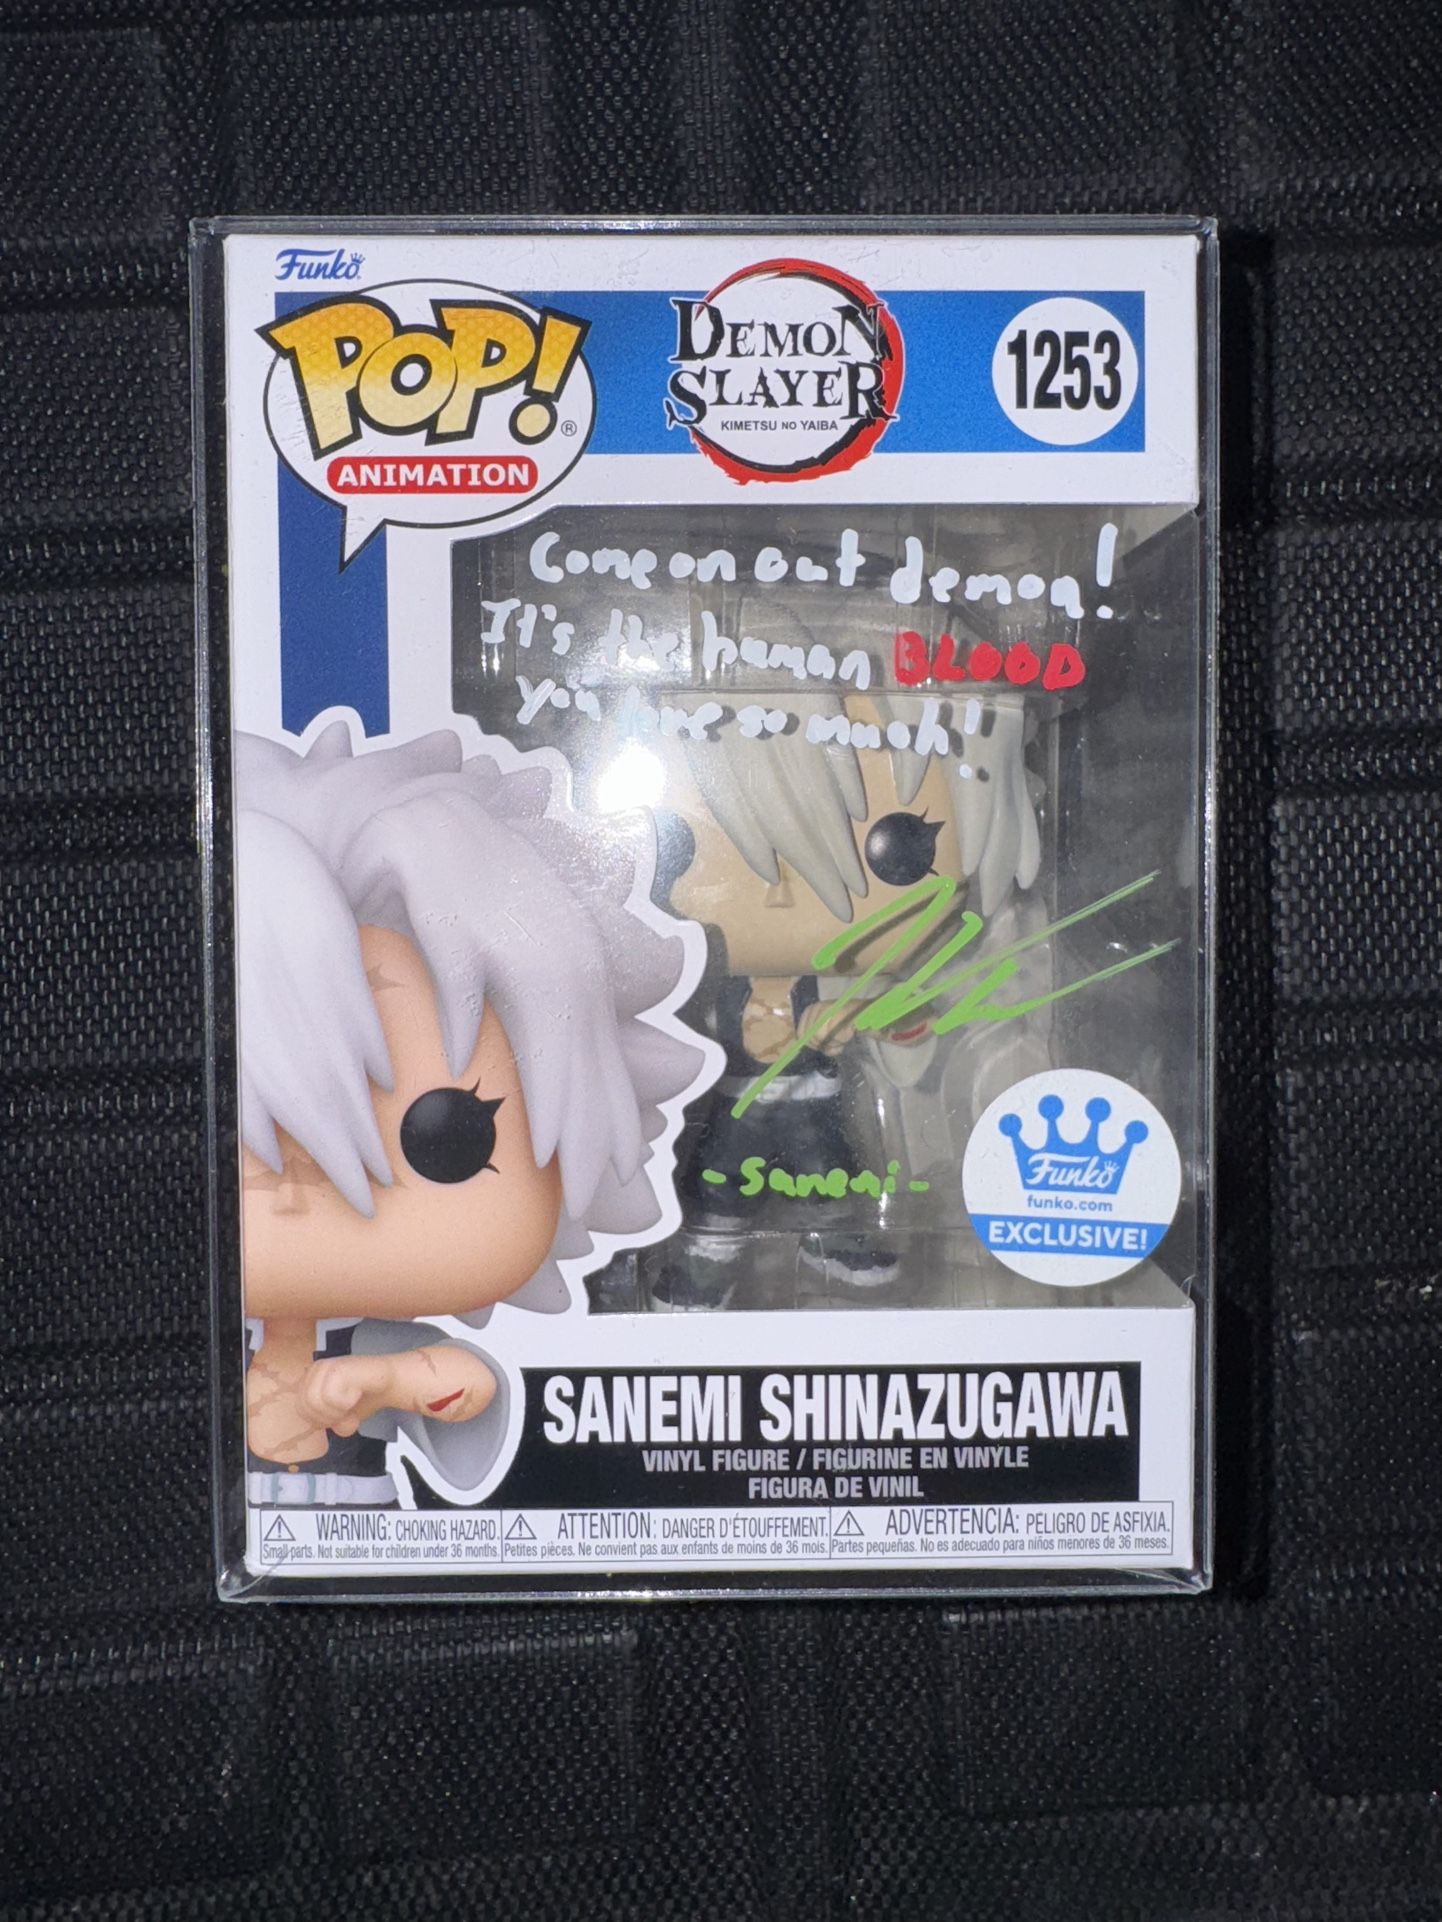 Funko
POP!®
ANIMATION
DEMON
SLAYER
KIMETSU NO YAIBA
1253
Come on out demon!
It's the human BLOOD
you love so much!
-Sanemi-
Funko
funko.com
EXCLUSIVE!
SANEMI SHINAZUGAWA
VINYL FIGURE / FIGURINE EN VINYLE
FIGURA DE VINIL
WARNING: CHOKING HAZARD.
Small parts. Not suitable for children under 36 months.
ATTENTION: DANGER D'ÉTOUFFEMENT.
Petites pièces. Ne convient pas aux enfants de moins de 36 mois.
ADVERTENCIA: PELIGRO DE ASFIXIA.
Partes pequeñas. No es adecuado para niños menores de 36 meses.